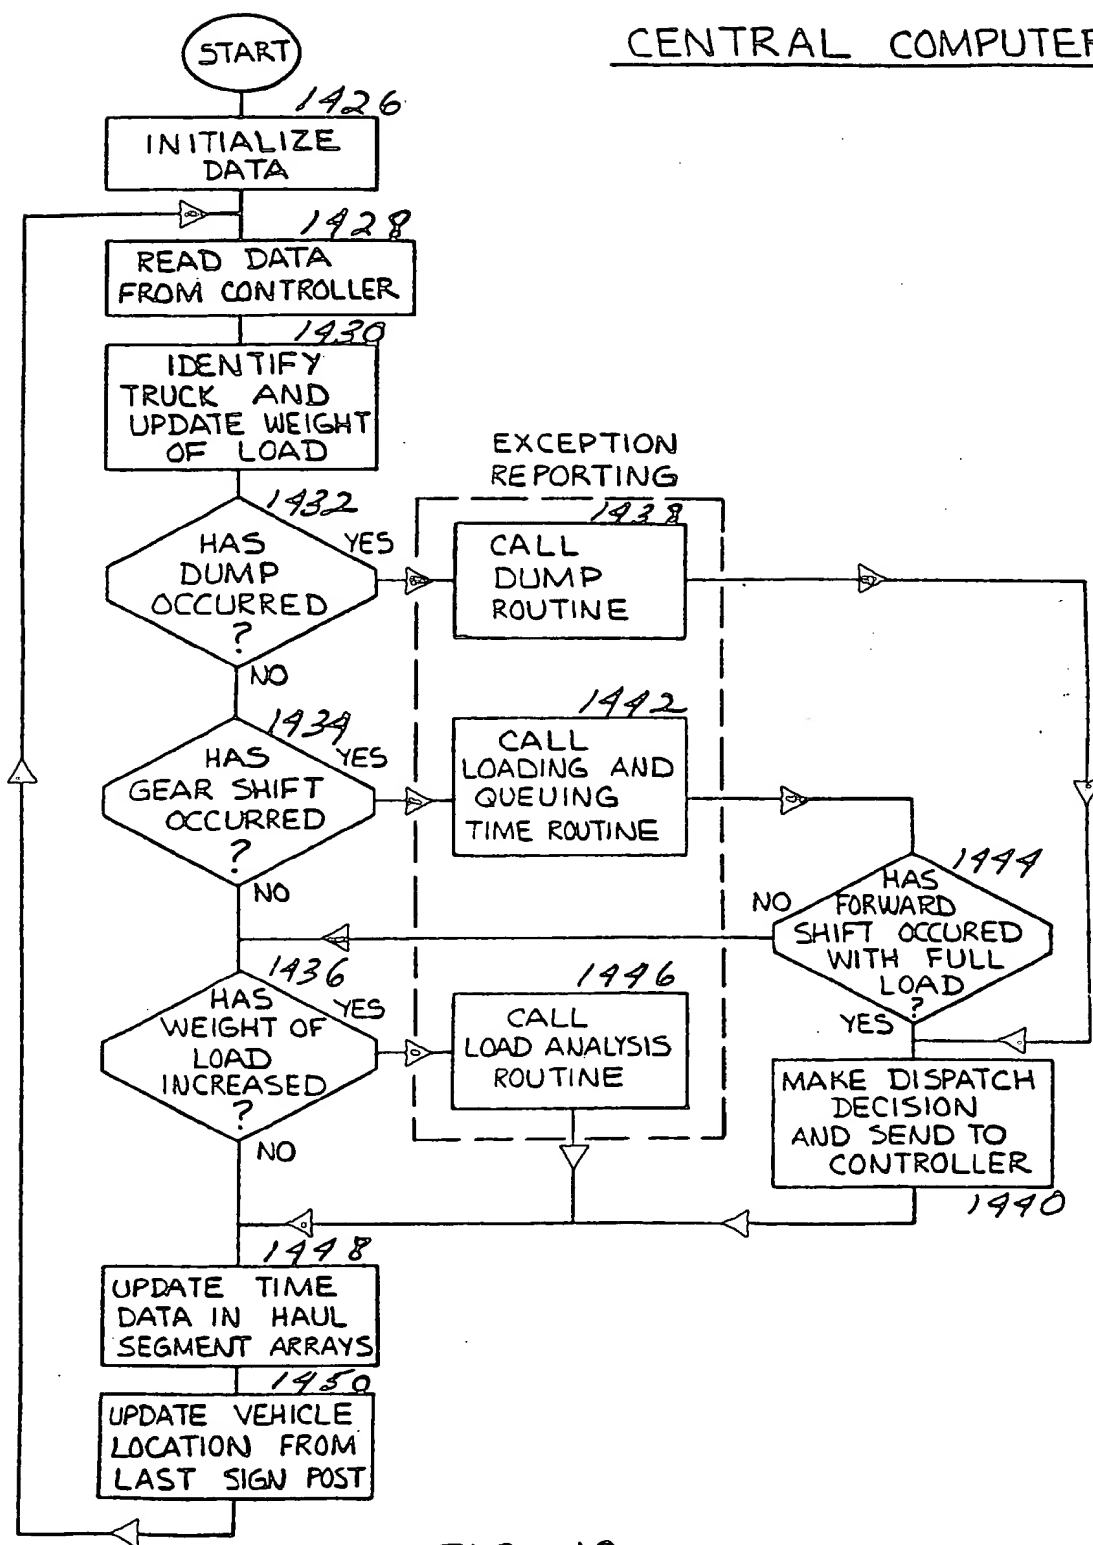 CENTRAL COMPUTER
START
1426
INITIALIZE
DATA
1428
READ DATA
FROM CONTROLLER
1430
IDENTIFY
TRUCK AND
UPDATE WEIGHT
OF LOAD
EXCEPTION
REPORTING
1432
HAS
DUMP
OCCURRED
?
YES
NO
1438
CALL
DUMP
ROUTINE
1434
HAS
GEAR SHIFT
OCCURRED
?
YES
NO
1442
CALL
LOADING AND
QUEUING
TIME ROUTINE
1444
HAS
FORWARD
SHIFT OCCURED
WITH FULL
LOAD
?
NO
YES
1436
HAS
WEIGHT OF
LOAD
INCREASED
?
YES
NO
1446
CALL
LOAD ANALYSIS
ROUTINE
MAKE DISPATCH
DECISION
AND SEND TO
CONTROLLER
1440
1448
UPDATE TIME
DATA IN HAUL
SEGMENT ARRAYS
1450
UPDATE VEHICLE
LOCATION FROM
LAST SIGN POST